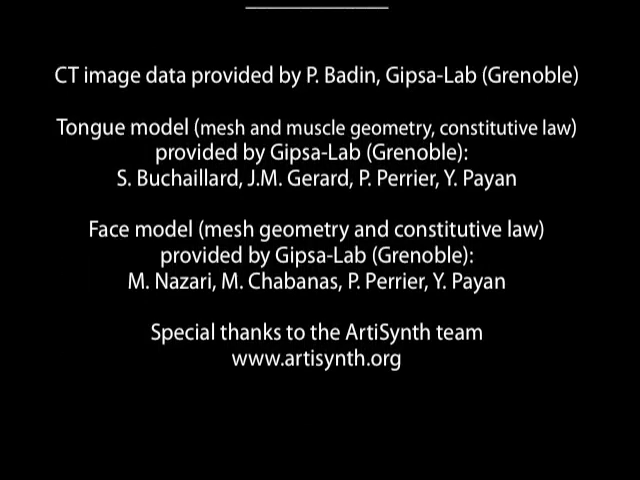 CT image data provided by P. Badin, Gipsa-Lab (Grenoble)
Tongue model (mesh and muscle geometry, constitutive law)
provided by Gipsa-Lab (Grenoble):
S. Buchaillard, J.M. Gerard, P. Perrier, Y. Payan
Face model (mesh geometry and constitutive law)
provided by Gipsa-Lab (Grenoble):
M. Nazari, M. Chabanas, P. Perrier, Y. Payan
Special thanks to the ArtiSynth team
www.artisynth.org